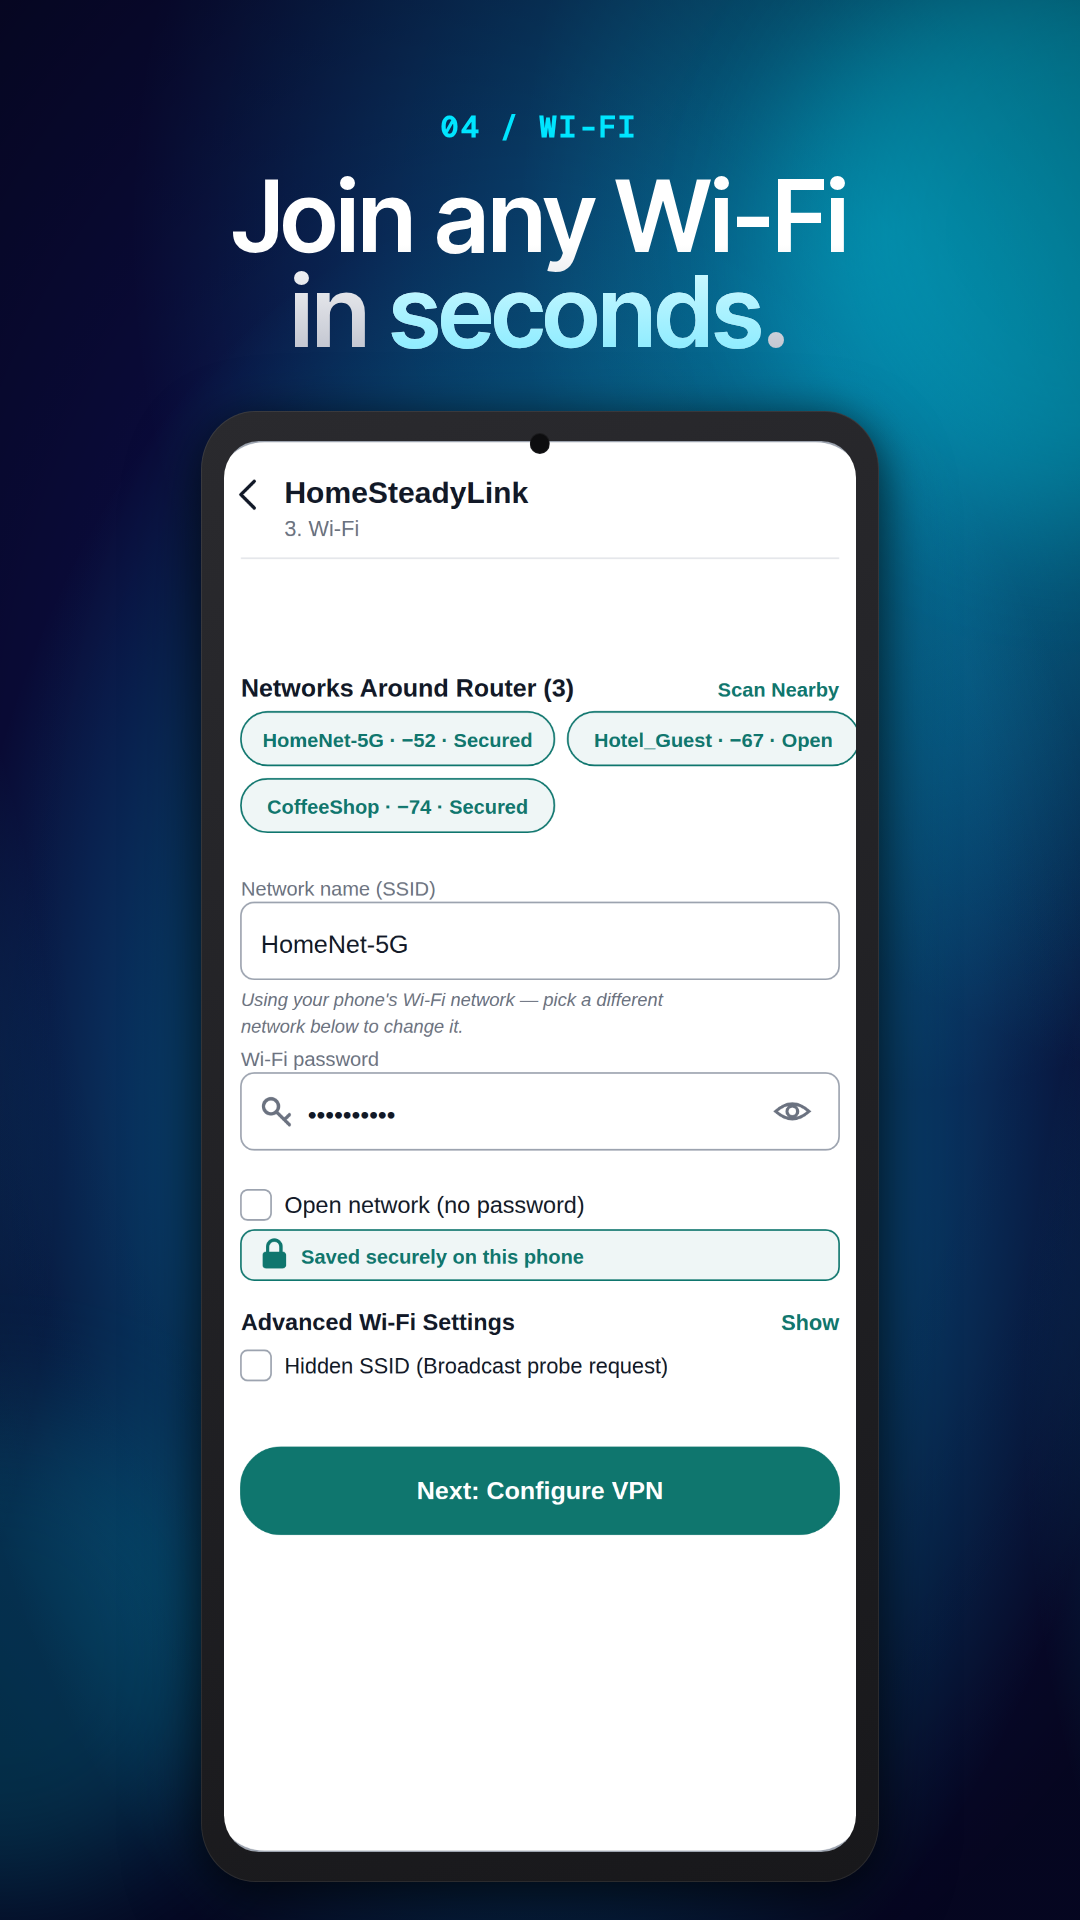 04 / WI-FI
Join any Wi-Fi
in seconds.
HomeSteadyLink
3. Wi-Fi
Networks Around Router (3)
Scan Nearby
HomeNet-5G · −52 · Secured
Hotel_Guest · −67 · Open
CoffeeShop · −74 · Secured
Network name (SSID)
HomeNet-5G
Using your phone's Wi-Fi network — pick a different
network below to change it.
Wi-Fi password
••••••••••
Open network (no password)
Saved securely on this phone
Advanced Wi-Fi Settings
Show
Hidden SSID (Broadcast probe request)
Next: Configure VPN